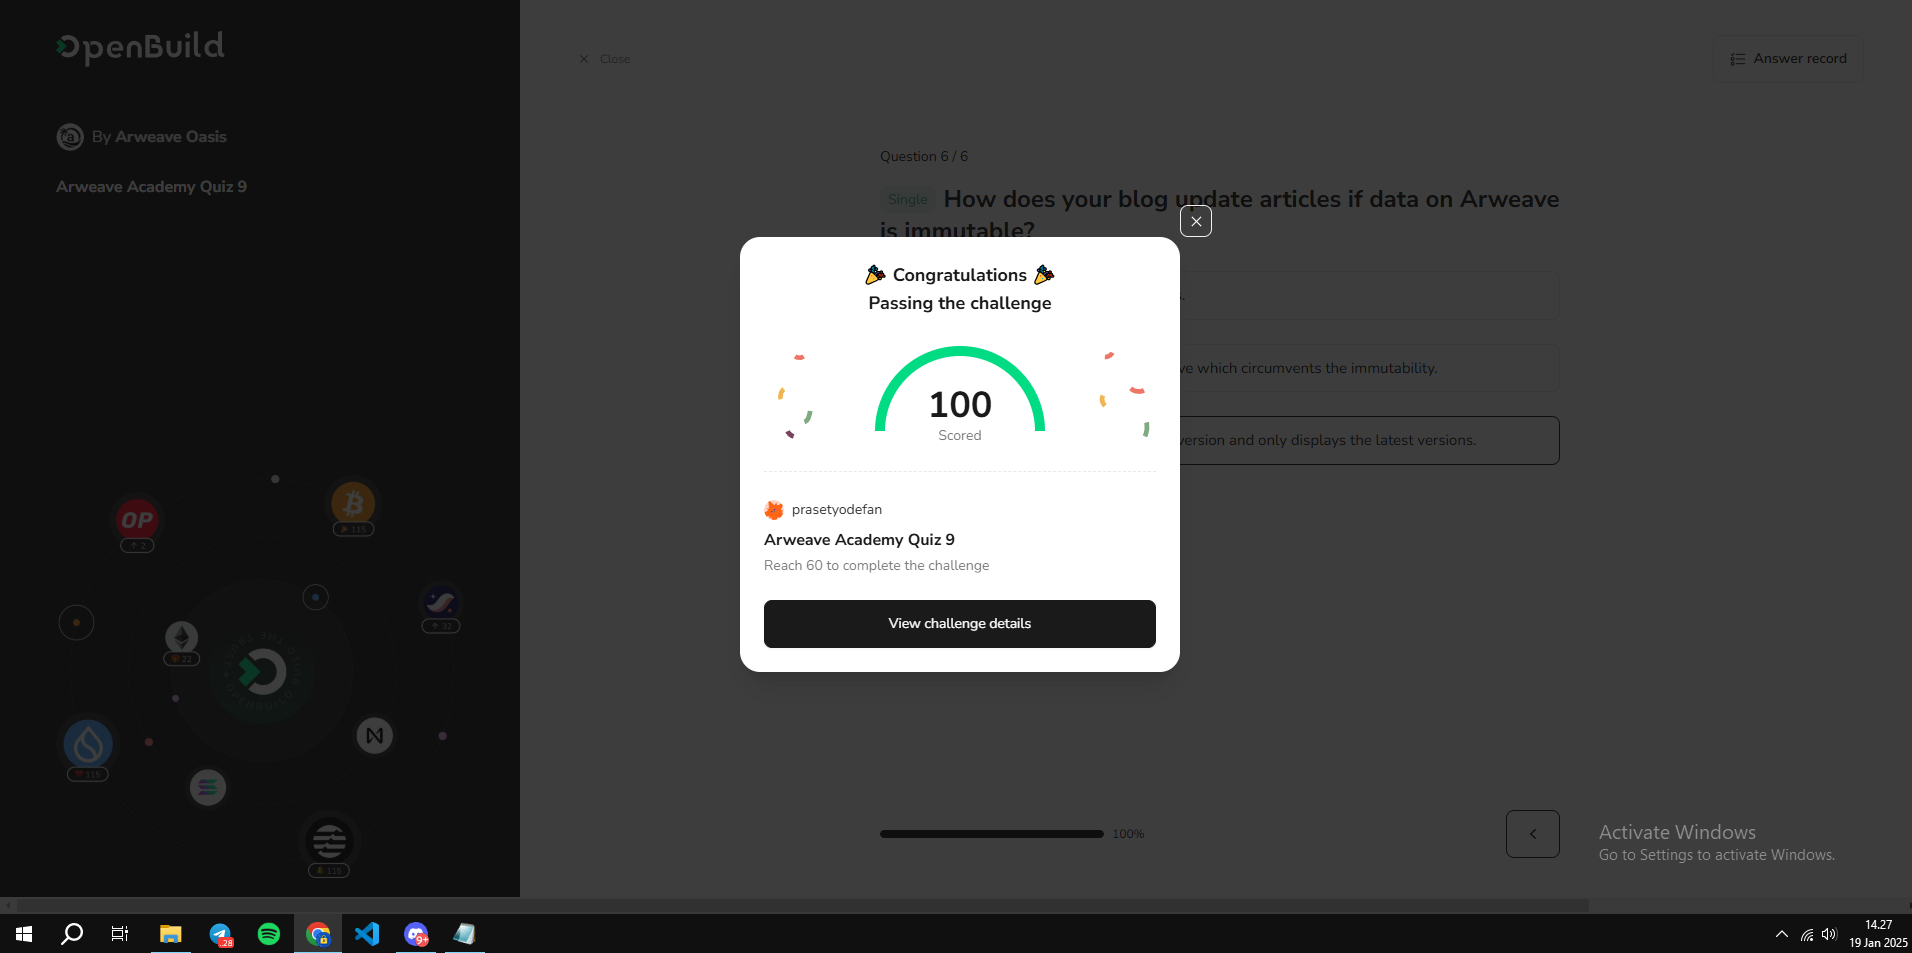 OpenBuild
By Arweave Oasis
Arweave Academy Quiz 9
OP
2
115
32
22
115
115
Close
Answer record
Question 6 / 6
Single How does your blog update articles if data on Arweave
is immutable?
ve which circumvents the immutability.
version and only displays the latest versions.
Congratulations
Passing the challenge
100
Scored
prasetyodefan
Arweave Academy Quiz 9
Reach 60 to complete the challenge
View challenge details
100%
Activate Windows
Go to Settings to activate Windows.
28
9+
14.27
19 Jan 2025